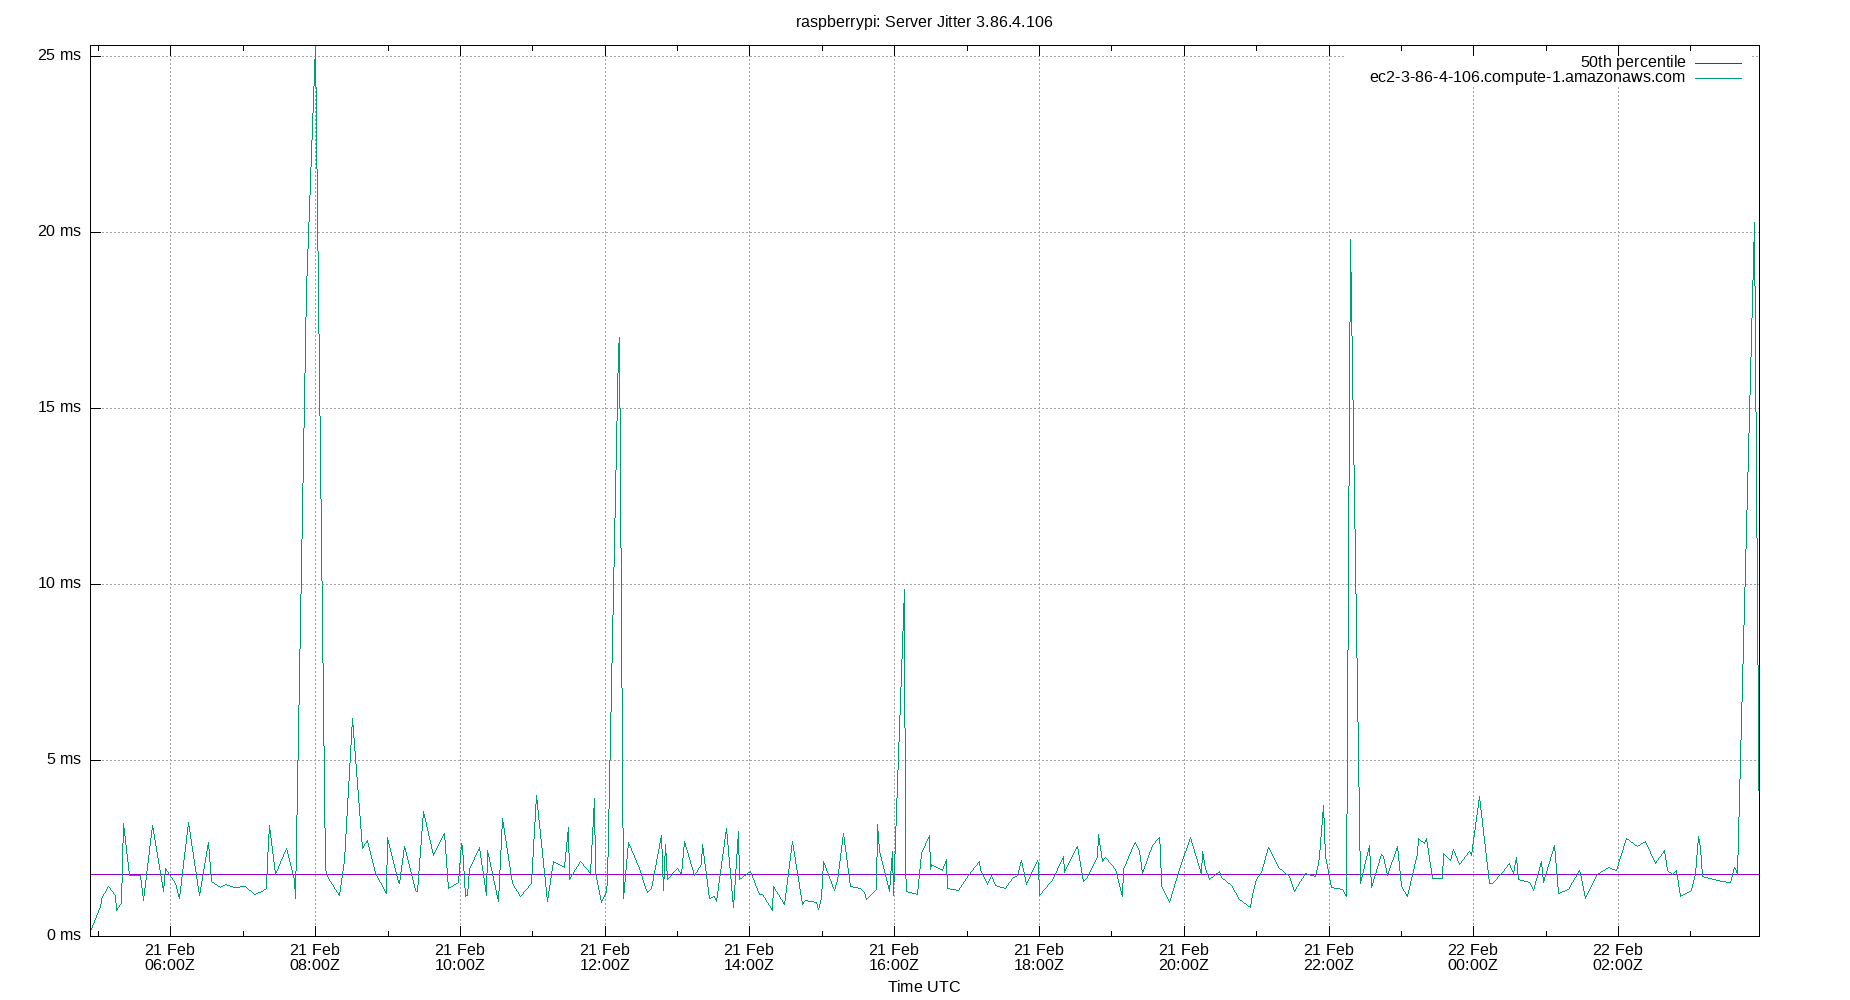 raspberrypi: Server Jitter 3.86.4.106
50th percentile
ec2-3-86-4-106.compute-1.amazonaws.com
25 ms
20 ms
15 ms
10 ms
5 ms
0 ms
21 Feb 21 Feb 21 Feb 21 Feb 21 Feb 21 Feb 21 Feb 21 Feb 21 Feb 22 Feb 22 Feb
06:00Z 08:00Z 10:00Z 12:00Z 14:00Z 16:00Z 18:00Z 20:00Z 22:00Z 00:00Z 02:00Z
Time UTC